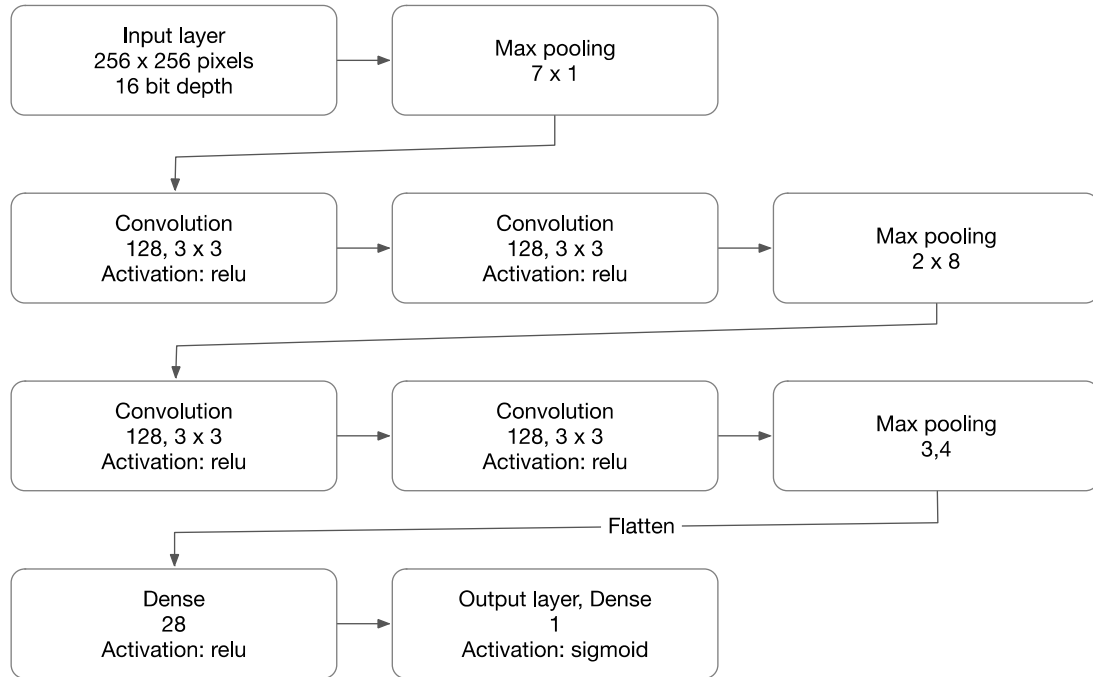 Input layer
256 x 256 pixels
16 bit depth
Max pooling
7 x 1
Convolution
128, 3 x 3
Activation: relu
Convolution
128, 3 x 3
Activation: relu
Max pooling
2 x 8
Convolution
128, 3 x 3
Activation: relu
Convolution
128, 3 x 3
Activation: relu
Max pooling
3,4
Flatten
Dense
28
Activation: relu
Output layer, Dense
1
Activation: sigmoid